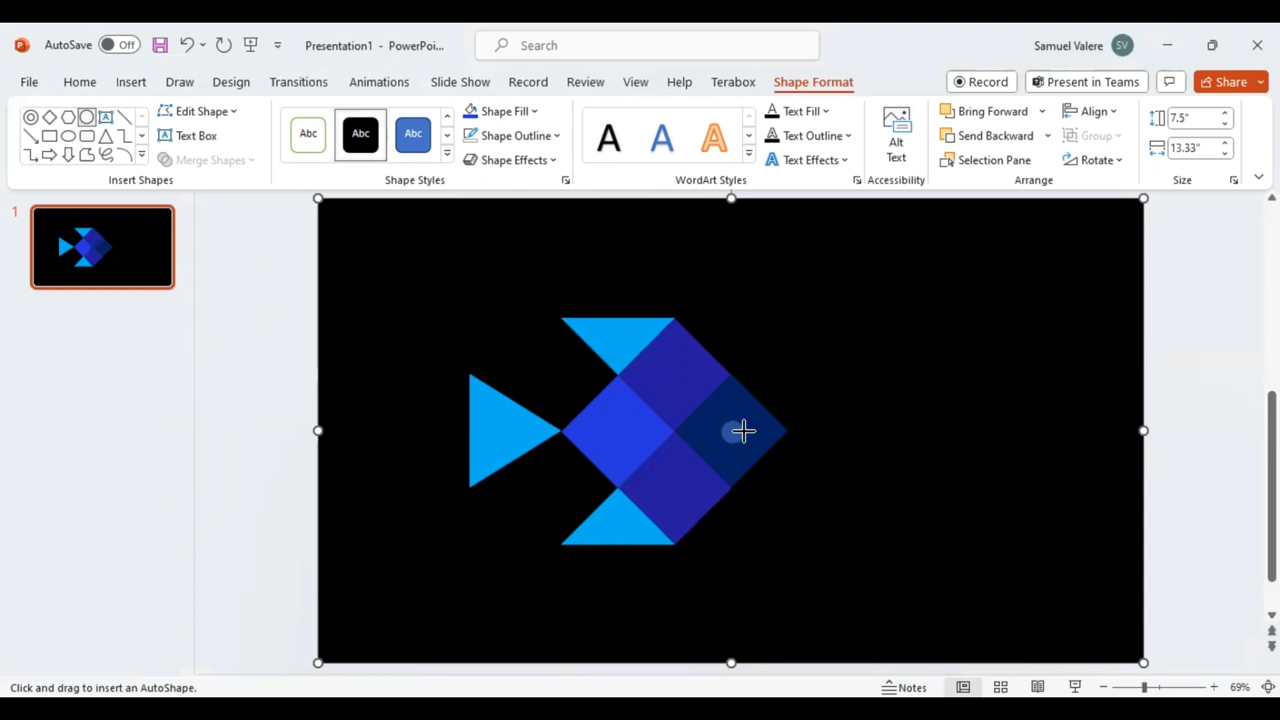 AutoSave Off Presentation1 - PowerPoi... Search Samuel Valere SV
File Home Insert Draw Design Transitions Animations Slide Show Record Review View Help Terabox Shape Format Record Present in Teams Share
Edit Shape Abc Abc Abc Shape Fill A A A Text Fill Bring Forward Align 7.5"
Text Box Shape Outline Text Outline Alt Text Send Backward Group 13.33"
Merge Shapes Shape Effects Text Effects Selection Pane Rotate
Insert Shapes Shape Styles WordArt Styles Accessibility Arrange Size
1
Click and drag to insert an AutoShape. Notes 69%